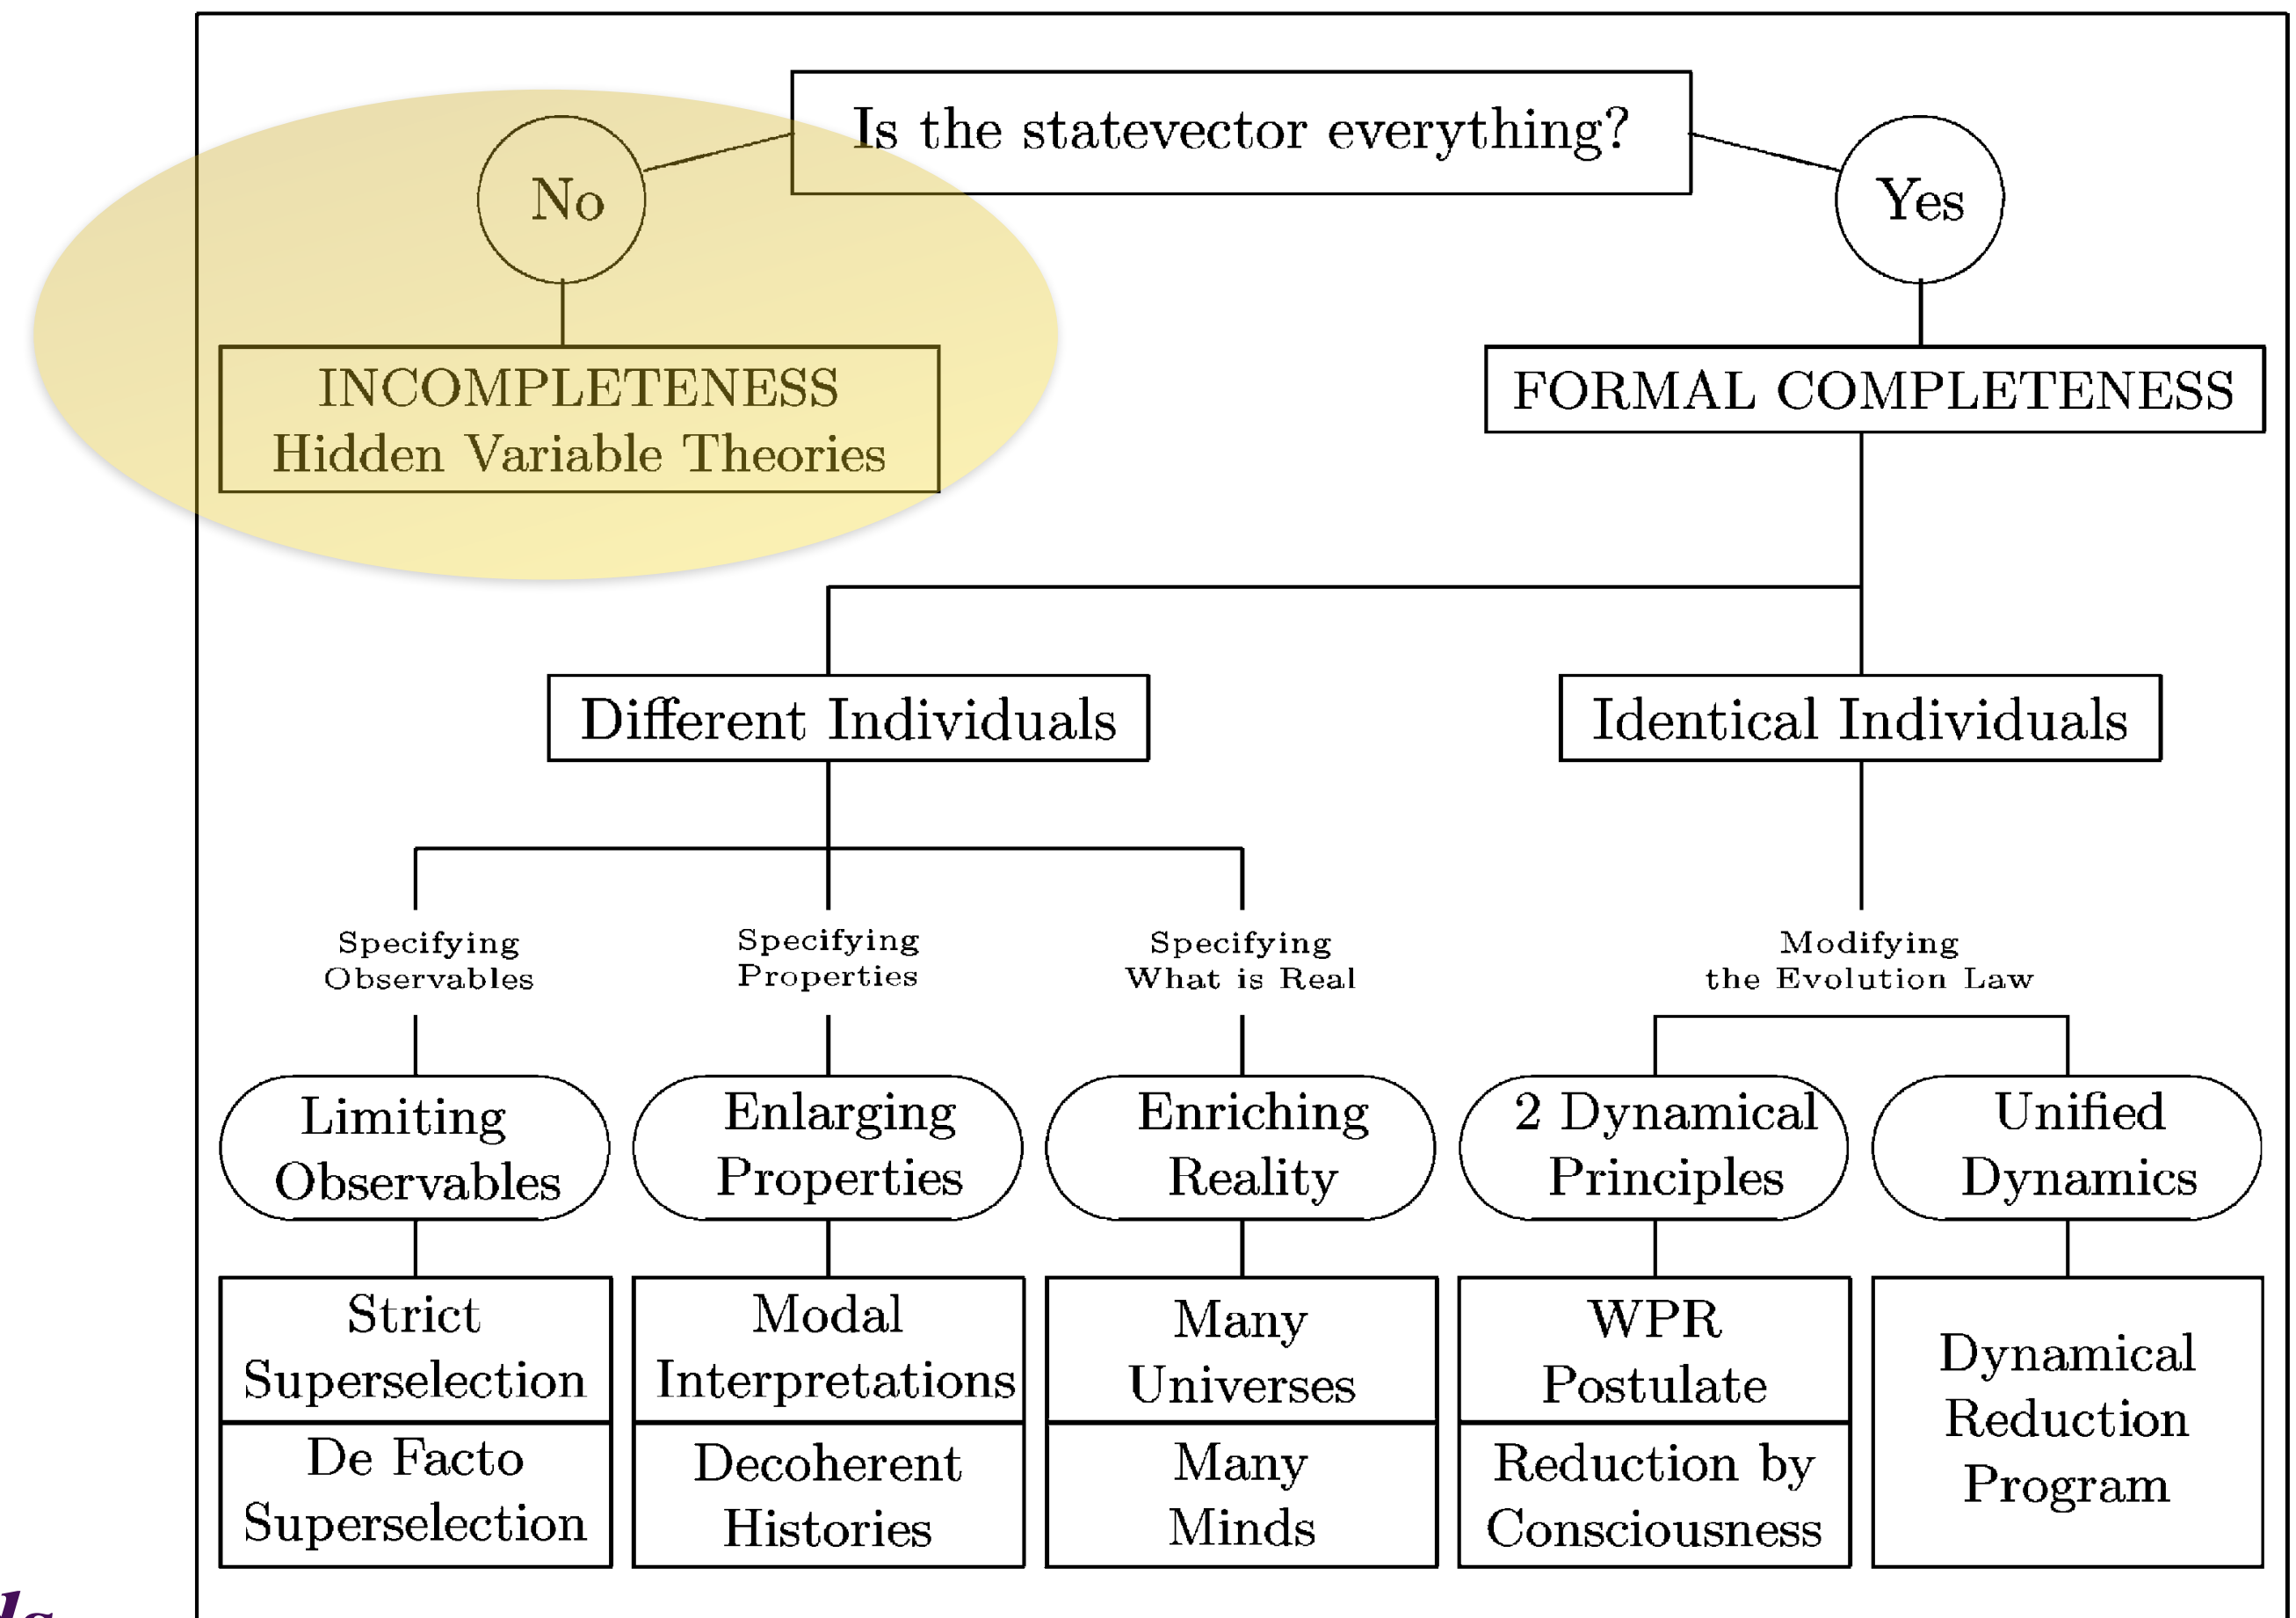 Is the statevector everything?
No
Yes
INCOMPLETENESS
Hidden Variable Theories
FORMAL COMPLETENESS
Different Individuals
Identical Individuals
Specifying
Observables
Specifying
Properties
Specifying
What is Real
Modifying
the Evolution Law
Limiting
Observables
Enlarging
Properties
Enriching
Reality
2 Dynamical
Principles
Unified
Dynamics
Strict
Superselection
De Facto
Superselection
Modal
Interpretations
Decoherent
Histories
Many
Universes
Many
Minds
WPR
Postulate
Reduction by
Consciousness
Dynamical
Reduction
Program